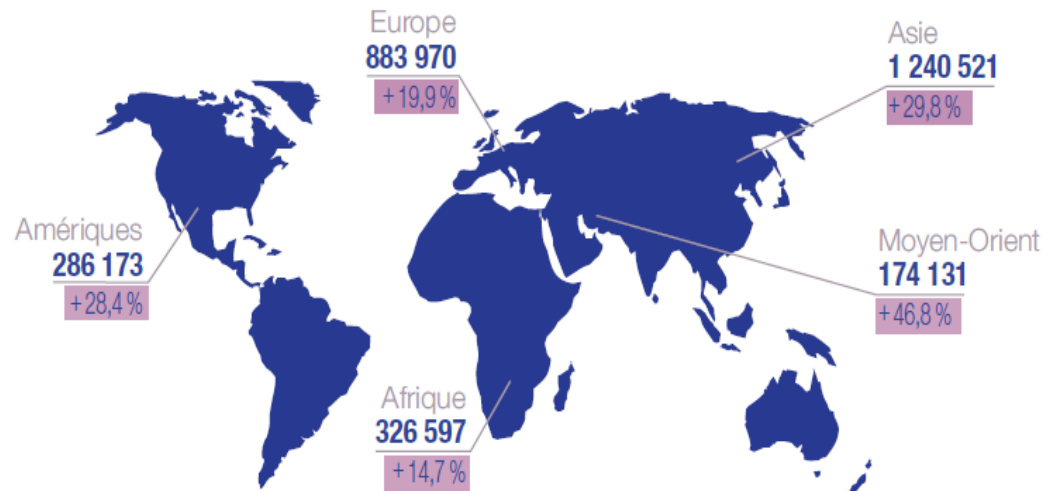 Europe
883 970
+19,9 %
Asie
1 240 521
+29,8 %
Amériques
286 173
+28,4 %
Moyen-Orient
174 131
+46,8 %
Afrique
326 597
+14,7 %